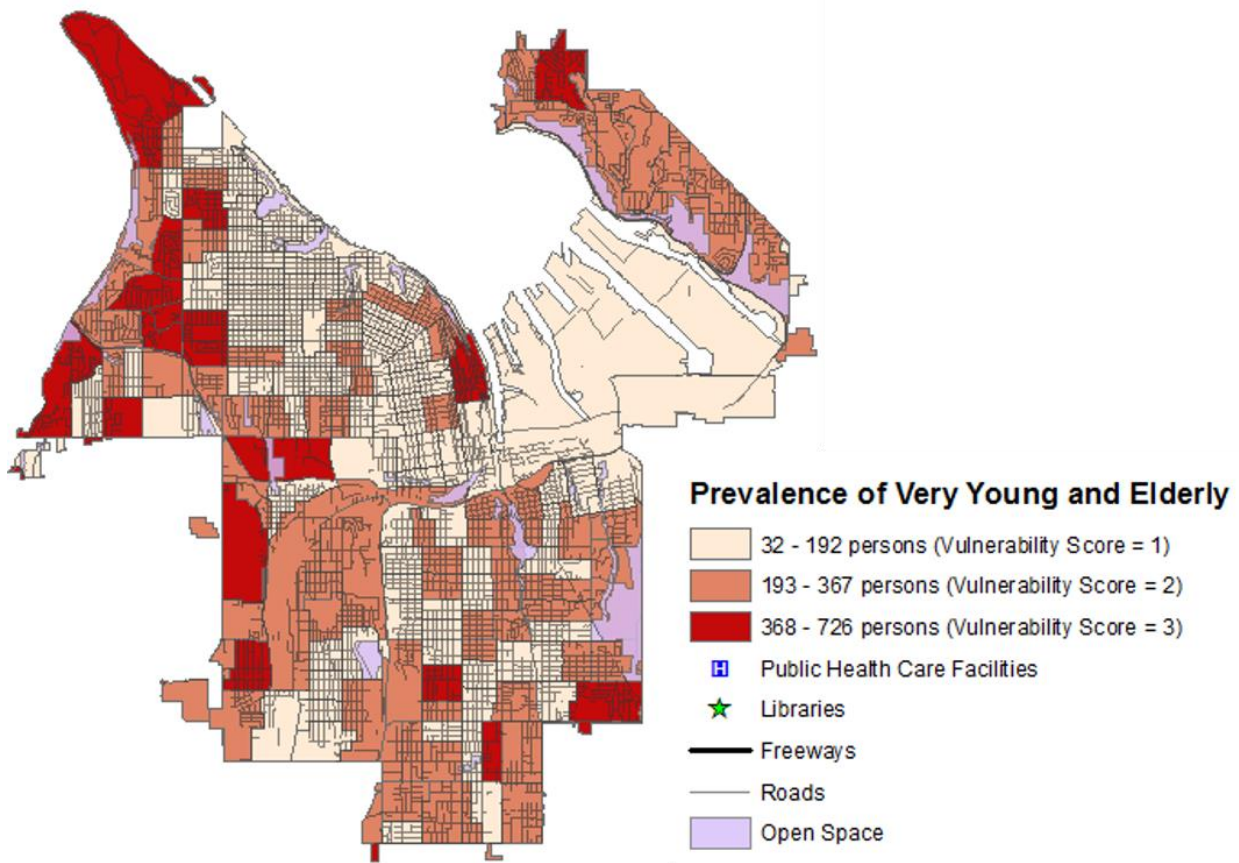 Prevalence of Very Young and Elderly
32 - 192 persons (Vulnerability Score = 1)
193 - 367 persons (Vulnerability Score = 2)
368 - 726 persons (Vulnerability Score = 3)
H Public Health Care Facilities
Libraries
Freeways
Roads
Open Space